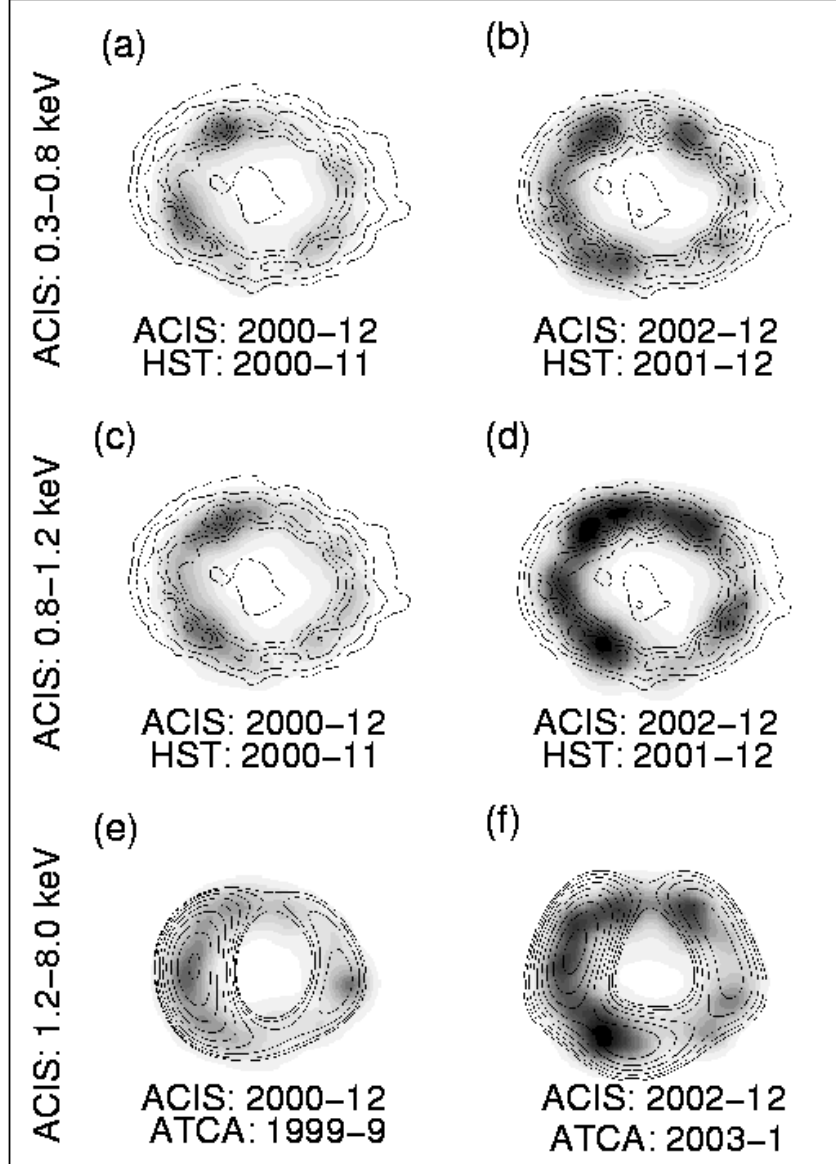 (a)
(b)
ACIS: 0.3−0.8 keV
ACIS: 2000−12
HST: 2000−11
ACIS: 2002−12
HST: 2001−12
(c)
(d)
ACIS: 0.8−1.2 keV
ACIS: 2000−12
HST: 2000−11
ACIS: 2002−12
HST: 2001−12
(e)
(f)
ACIS: 1.2−8.0 keV
ACIS: 2000−12
ATCA: 1999−9
ACIS: 2002−12
ATCA: 2003−1